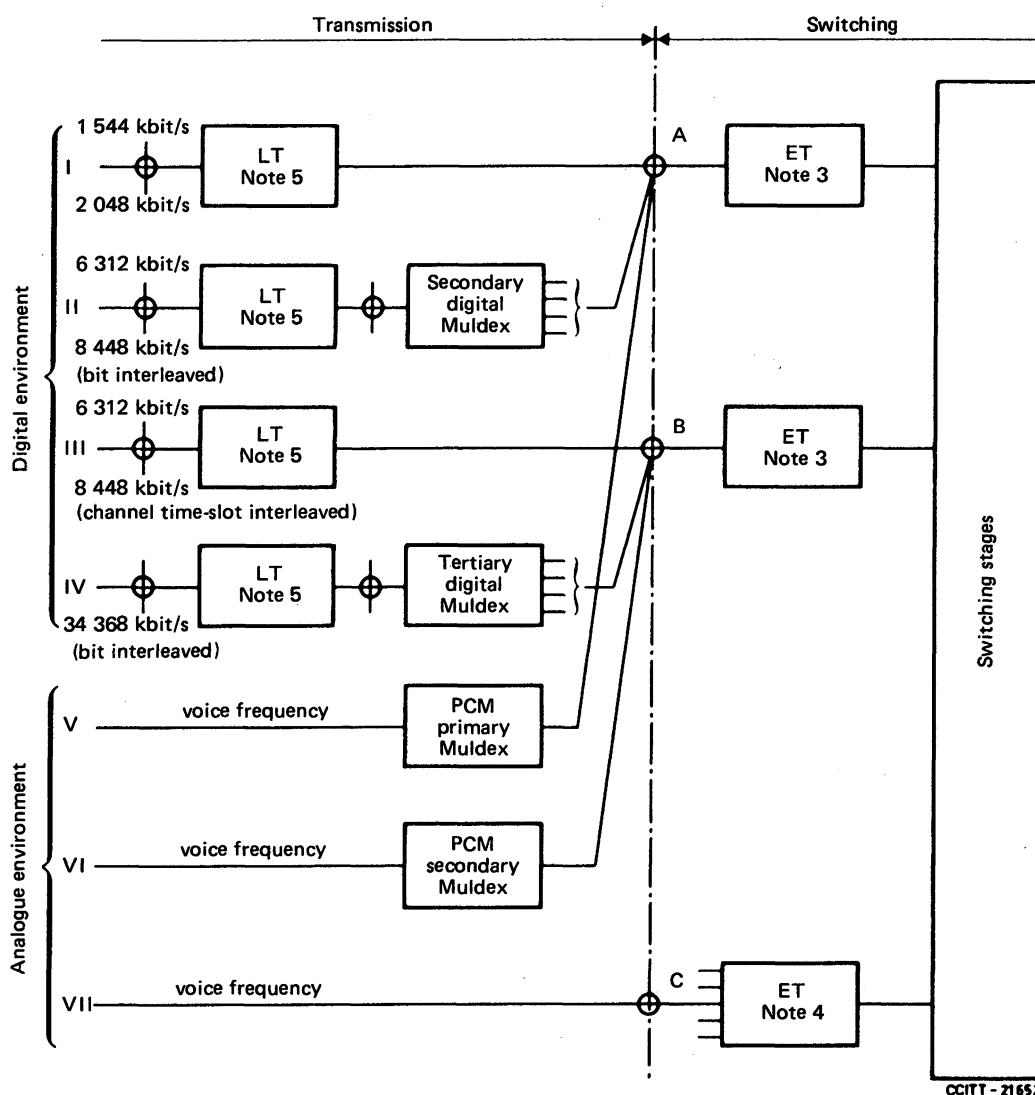 Transmission
Switching
Digital environment
1 544 kbit/s
I
2 048 kbit/s
LT
Note 5
A
ET
Note 3
6 312 kbit/s
II
8 448 kbit/s
(bit interleaved)
LT
Note 5
Secondary
digital
Muldex
6 312 kbit/s
III
8 448 kbit/s
(channel time-slot interleaved)
LT
Note 5
B
ET
Note 3
IV
34 368 kbit/s
(bit interleaved)
LT
Note 5
Tertiary
digital
Muldex
Switching stages
Analogue environment
V
voice frequency
PCM
primary
Muldex
VI
voice frequency
PCM
secondary
Muldex
VII
voice frequency
C
ET
Note 4